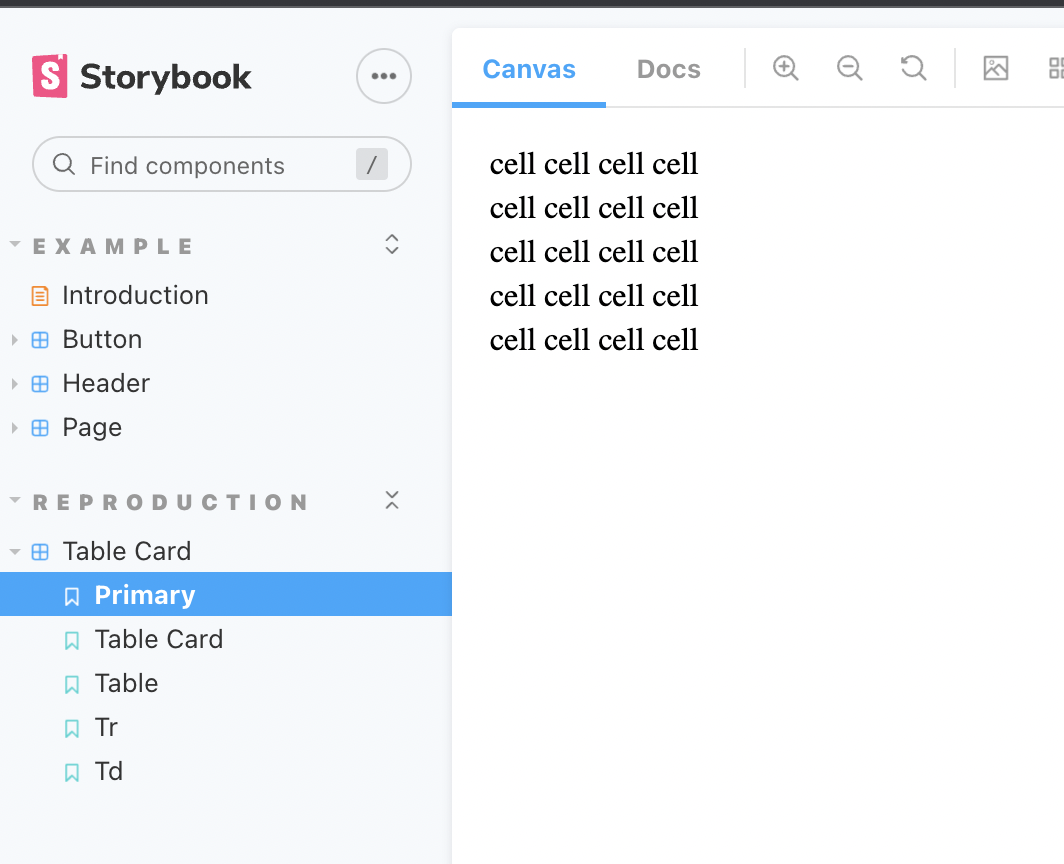 Storybook
Find components /
EXAMPLE
Introduction
Button
Header
Page
REPRODUCTION
Table Card
Primary
Table Card
Table
Tr
Td
Canvas Docs
cell cell cell cell
cell cell cell cell
cell cell cell cell
cell cell cell cell
cell cell cell cell